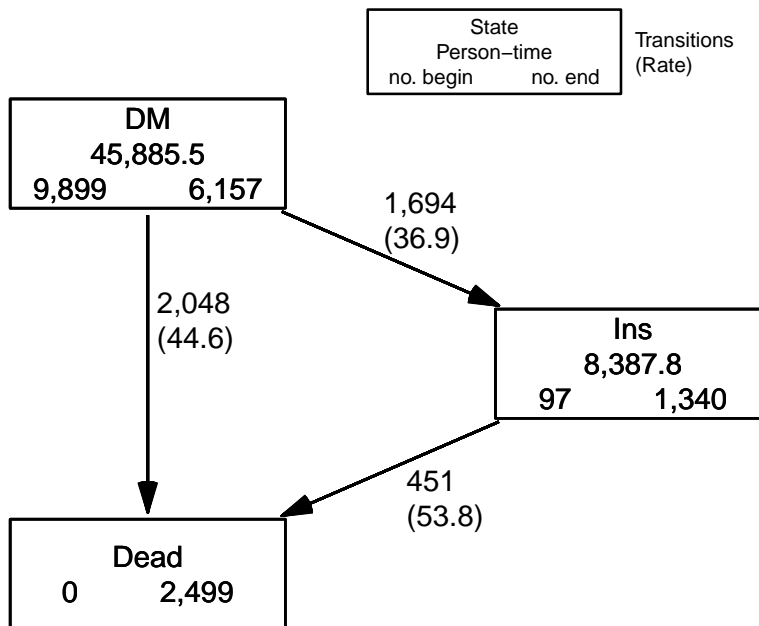 State
Person−time
no. begin no. end
Transitions
(Rate)
DM
45,885.5
9,899 6,157
1,694
(36.9)
2,048
(44.6)
Ins
8,387.8
97 1,340
451
(53.8)
Dead
0 2,499